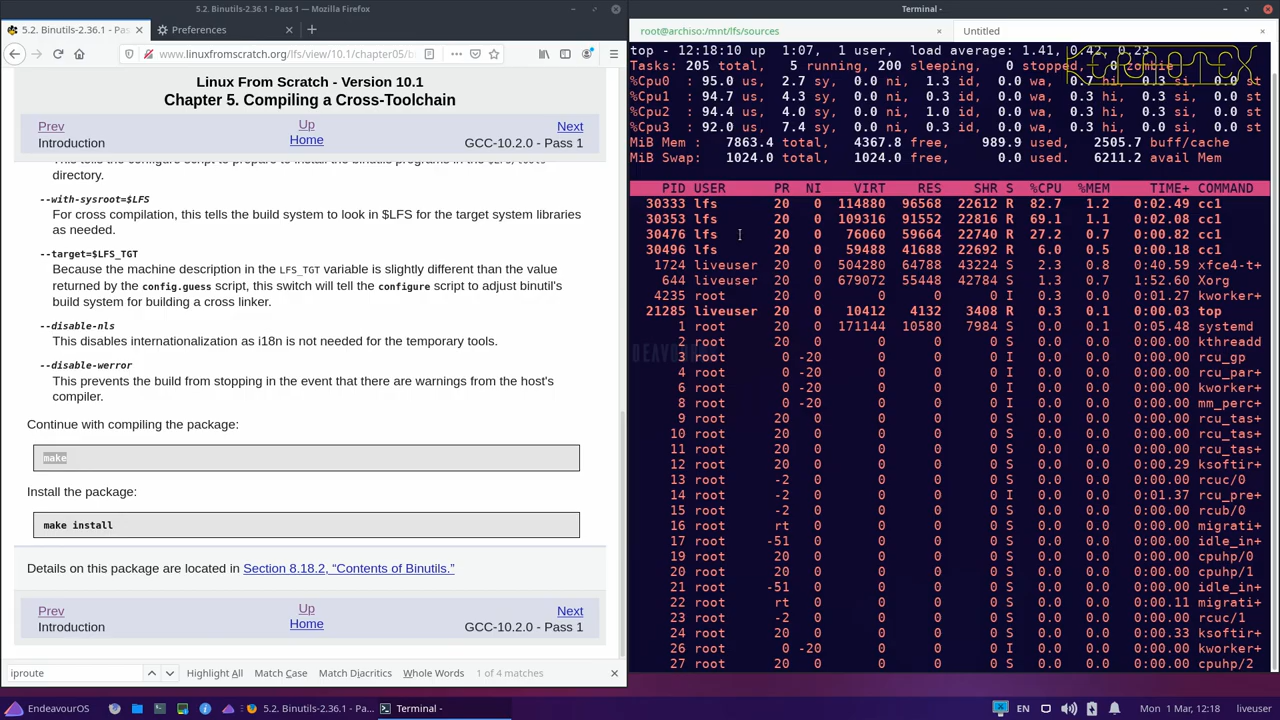 5.2. Binutils-2.36.1 - Pass 1 — Mozilla Firefox
5.2. Binutils-2.36.1 - Pas
Preferences
www.linuxfromscratch.org/lfs/view/10.1/chapter05/b
Linux From Scratch - Version 10.1
Chapter 5. Compiling a Cross-Toolchain
Prev Up Next
Introduction Home GCC-10.2.0 - Pass 1
directory.
--with-sysroot=$LFS
For cross compilation, this tells the build system to look in $LFS for the target system libraries
as needed.
--target=$LFS_TGT
Because the machine description in the LFS_TGT variable is slightly different than the value
returned by the config.guess script, this switch will tell the configure script to adjust binutil's
build system for building a cross linker.
--disable-nls
This disables internationalization as i18n is not needed for the temporary tools.
--disable-werror
This prevents the build from stopping in the event that there are warnings from the host's
compiler.
Continue with compiling the package:
make
Install the package:
make install
Details on this package are located in Section 8.18.2, “Contents of Binutils.”
Prev Up Next
Introduction Home GCC-10.2.0 - Pass 1
iproute Highlight All Match Case Match Diacritics Whole Words 1 of 4 matches
Terminal -
root@archiso:/mnt/lfs/sources
Untitled
top - 12:18:10 up 1:07, 1 user, load average: 1.41, 0.42, 0.23
Tasks: 205 total, 5 running, 200 sleeping, 0 stopped, 0 zombie
%Cpu0 : 95.0 us, 2.7 sy, 0.0 ni, 1.3 id, 0.0 wa, 0.7 hi, 0.3 si, 0.0 st
%Cpu1 : 94.7 us, 4.3 sy, 0.0 ni, 0.3 id, 0.0 wa, 0.3 hi, 0.3 si, 0.0 st
%Cpu2 : 94.4 us, 4.0 sy, 0.0 ni, 1.0 id, 0.0 wa, 0.3 hi, 0.3 si, 0.0 st
%Cpu3 : 92.0 us, 7.4 sy, 0.0 ni, 0.0 id, 0.0 wa, 0.3 hi, 0.3 si, 0.0 st
MiB Mem : 7863.4 total, 4367.8 free, 989.9 used, 2505.7 buff/cache
MiB Swap: 1024.0 total, 1024.0 free, 0.0 used. 6211.2 avail Mem
PID USER PR NI VIRT RES SHR S %CPU %MEM TIME+ COMMAND
30333 lfs 20 0 114880 96568 22612 R 82.7 1.2 0:02.49 cc1
30353 lfs 20 0 109316 91552 22816 R 69.1 1.1 0:02.08 cc1
30476 lfs 20 0 76060 59664 22740 R 27.2 0.7 0:00.82 cc1
30496 lfs 20 0 59488 41688 22692 R 6.0 0.5 0:00.18 cc1
1724 liveuser 20 0 504280 64788 43224 S 2.3 0.8 0:40.59 xfce4-t+
644 liveuser 20 0 679072 55448 42784 S 1.3 0.7 1:52.60 Xorg
4235 root 20 0 0 0 0 I 0.3 0.0 0:01.27 kworker+
21285 liveuser 20 0 10412 4132 3408 R 0.3 0.1 0:00.03 top
1 root 20 0 171144 10580 7984 S 0.0 0.1 0:05.48 systemd
2 root 20 0 0 0 0 S 0.0 0.0 0:00.00 kthreadd
3 root 0 -20 0 0 0 I 0.0 0.0 0:00.00 rcu_gp
4 root 0 -20 0 0 0 I 0.0 0.0 0:00.00 rcu_par+
6 root 0 -20 0 0 0 I 0.0 0.0 0:00.00 kworker+
8 root 0 -20 0 0 0 I 0.0 0.0 0:00.00 mm_perc+
9 root 20 0 0 0 0 S 0.0 0.0 0:00.00 rcu_tas+
10 root 20 0 0 0 0 S 0.0 0.0 0:00.00 rcu_tas+
11 root 20 0 0 0 0 S 0.0 0.0 0:00.00 rcu_tas+
12 root 20 0 0 0 0 S 0.0 0.0 0:00.29 ksoftir+
13 root -2 0 0 0 0 S 0.0 0.0 0:00.00 rcuc/0
14 root -2 0 0 0 0 I 0.0 0.0 0:01.37 rcu_pre+
15 root -2 0 0 0 0 S 0.0 0.0 0:00.00 rcub/0
16 root rt 0 0 0 0 S 0.0 0.0 0:00.00 migrati+
17 root -51 0 0 0 0 S 0.0 0.0 0:00.00 idle_in+
19 root 20 0 0 0 0 S 0.0 0.0 0:00.00 cpuhp/0
20 root 20 0 0 0 0 S 0.0 0.0 0:00.00 cpuhp/1
21 root -51 0 0 0 0 S 0.0 0.0 0:00.00 idle_in+
22 root rt 0 0 0 0 S 0.0 0.0 0:00.11 migrati+
23 root -2 0 0 0 0 S 0.0 0.0 0:00.00 rcuc/1
24 root 20 0 0 0 0 S 0.0 0.0 0:00.33 ksoftir+
26 root 0 -20 0 0 0 I 0.0 0.0 0:00.00 kworker+
27 root 20 0 0 0 0 S 0.0 0.0 0:00.00 cpuhp/2
EndeavourOS 5.2. Binutils-2.36.1 - Pa... Terminal - EN Mon 1 Mar, 12:18 liveuser